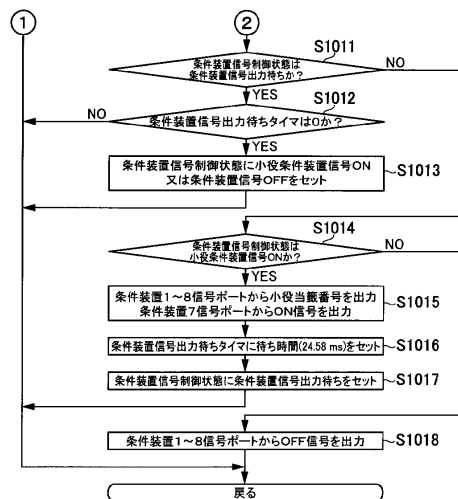 1
2
条件装置信号制御状態は
条件装置信号出力待ちか？
S1011
NO
YES
S1012
NO
条件装置信号出力待ちタイマは0か？
YES
条件装置信号制御状態に小役条件装置信号ON
又は条件装置信号OFFをセット
S1013
S1014
条件装置信号制御状態は
小役条件装置信号ONか？
NO
YES
条件装置1～8信号ポートから小役当籤番号を出力
条件装置7信号ポートからON信号を出力
S1015
条件装置信号出力待ちタイマに待ち時間(24.58 ms)をセット
S1016
条件装置信号制御状態に条件装置信号出力待ちをセット
S1017
条件装置1～8信号ポートからOFF信号を出力
S1018
戻る